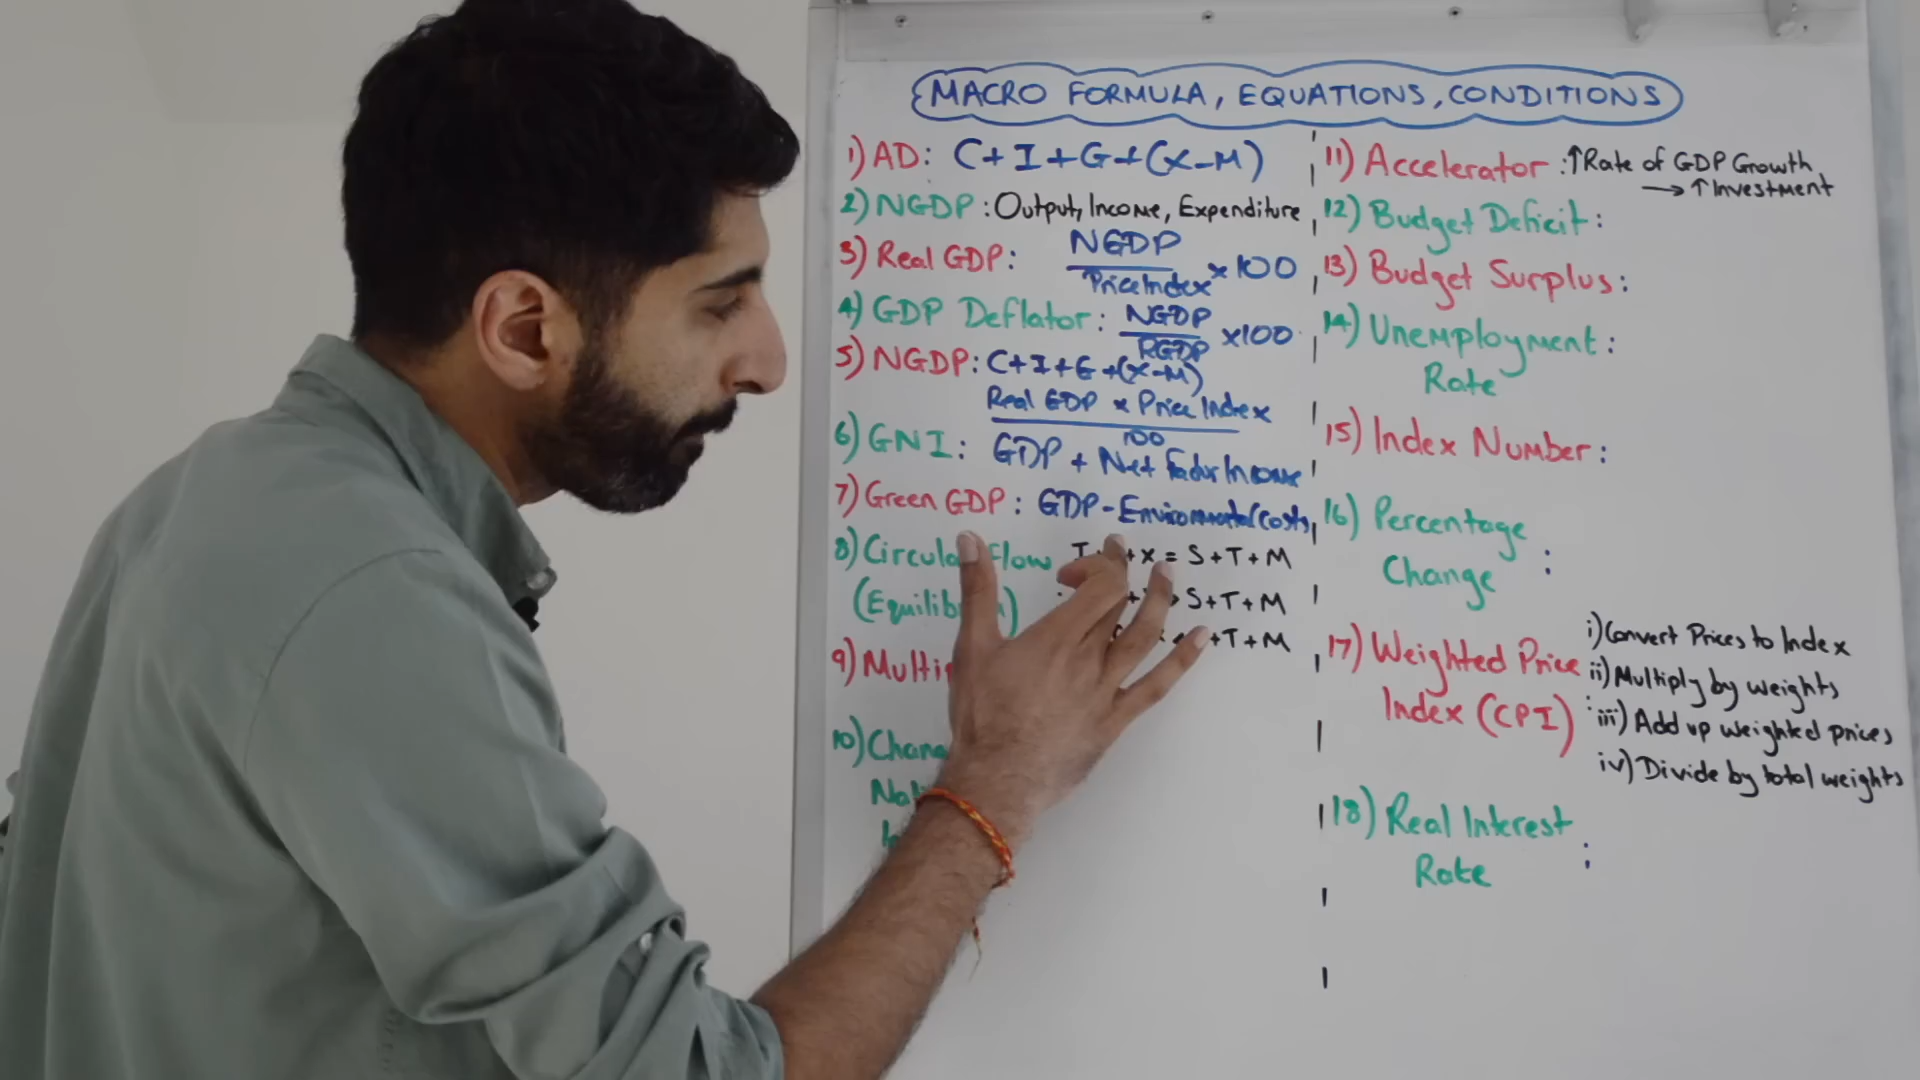 MACRO FORMULA, EQUATIONS, CONDITIONS
1) AD: C+I+G+(X-M)
2) NGDP: Output, Income, Expenditure
3) Real GDP: NGDP
Price Index x100
4) GDP Deflator: NGDP
RGDP x100
5) NGDP: C+I+G+(X-M)
Real GDP x Price Index
100
6) GNI: GDP + Net Factor Income
7) Green GDP: GDP - Environmental Costs
8) Circular Flow +X = S+T+M
(Equilibrium) > S+T+M
< +T+M
9)
10)
11) Accelerator: ↑Rate of GDP Growth
→ ↑Investment
12) Budget Deficit:
13) Budget Surplus:
14) Unemployment:
Rate
15) Index Number:
16) Percentage
Change :
17) Weighted Price
Index (CPI) :
i) Convert Prices to Index
ii) Multiply by weights
iii) Add up weighted prices
iv) Divide by total weights
18) Real Interest
Rate :